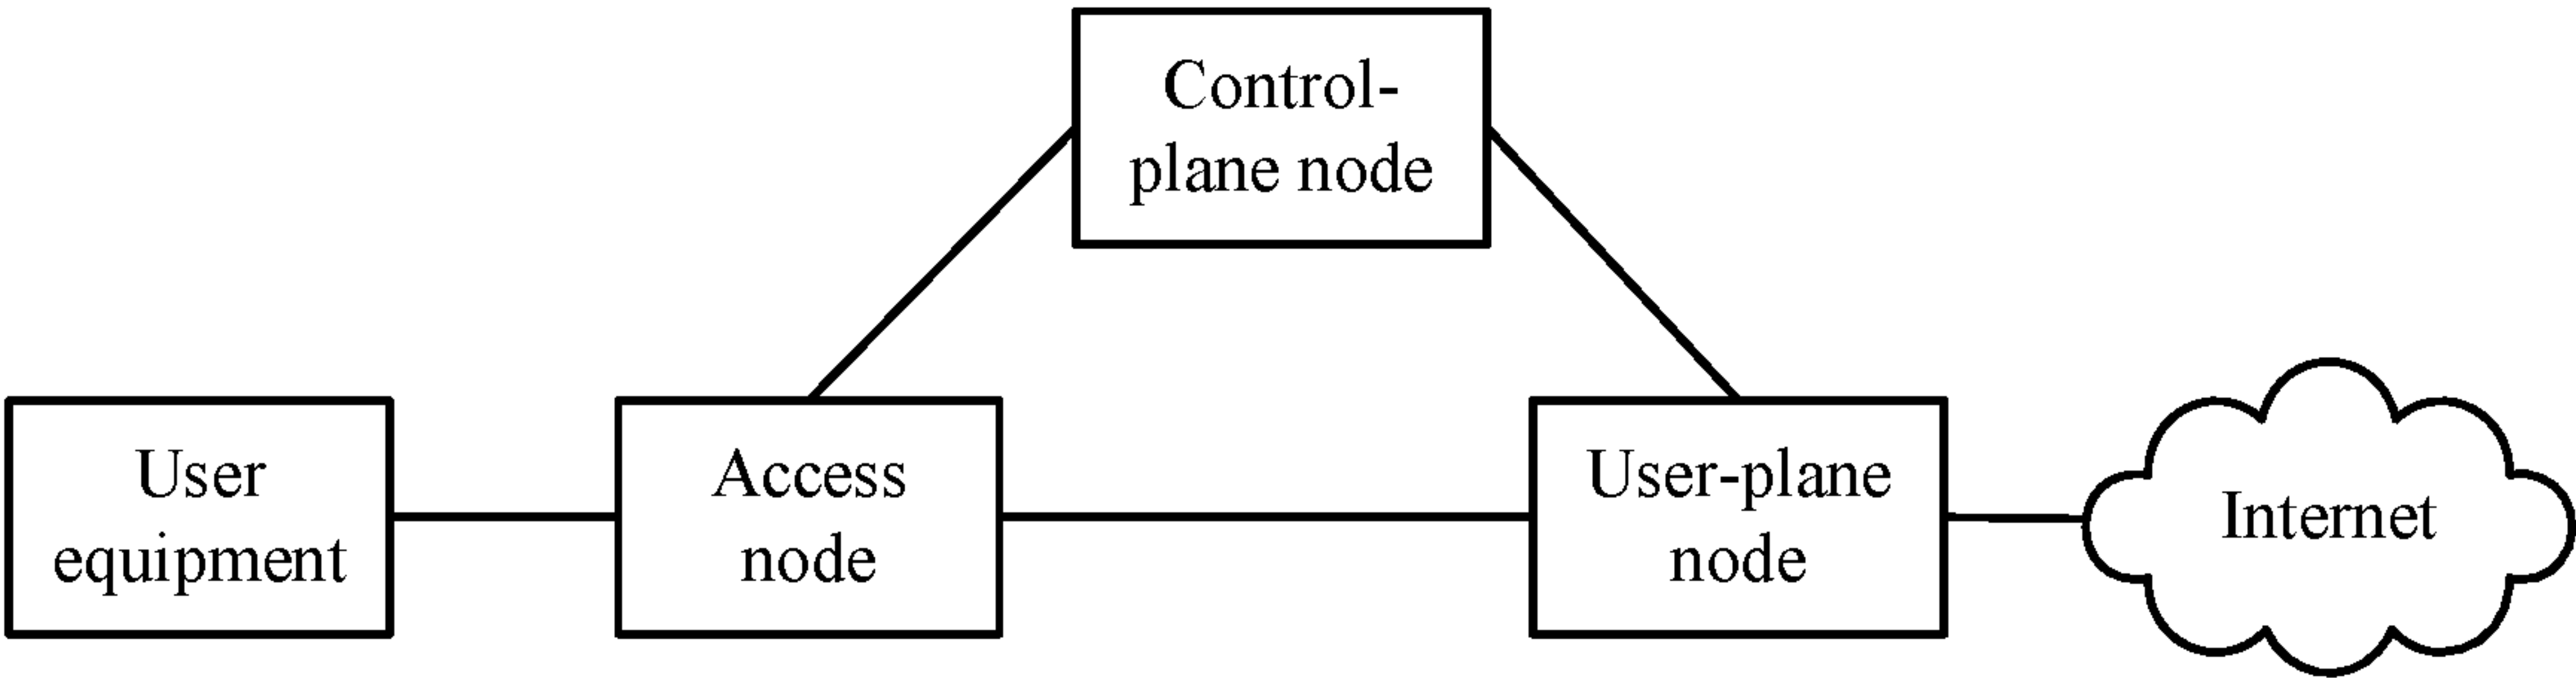 Control-
plane node
User
equipment
Access
node
User-plane
node
Internet